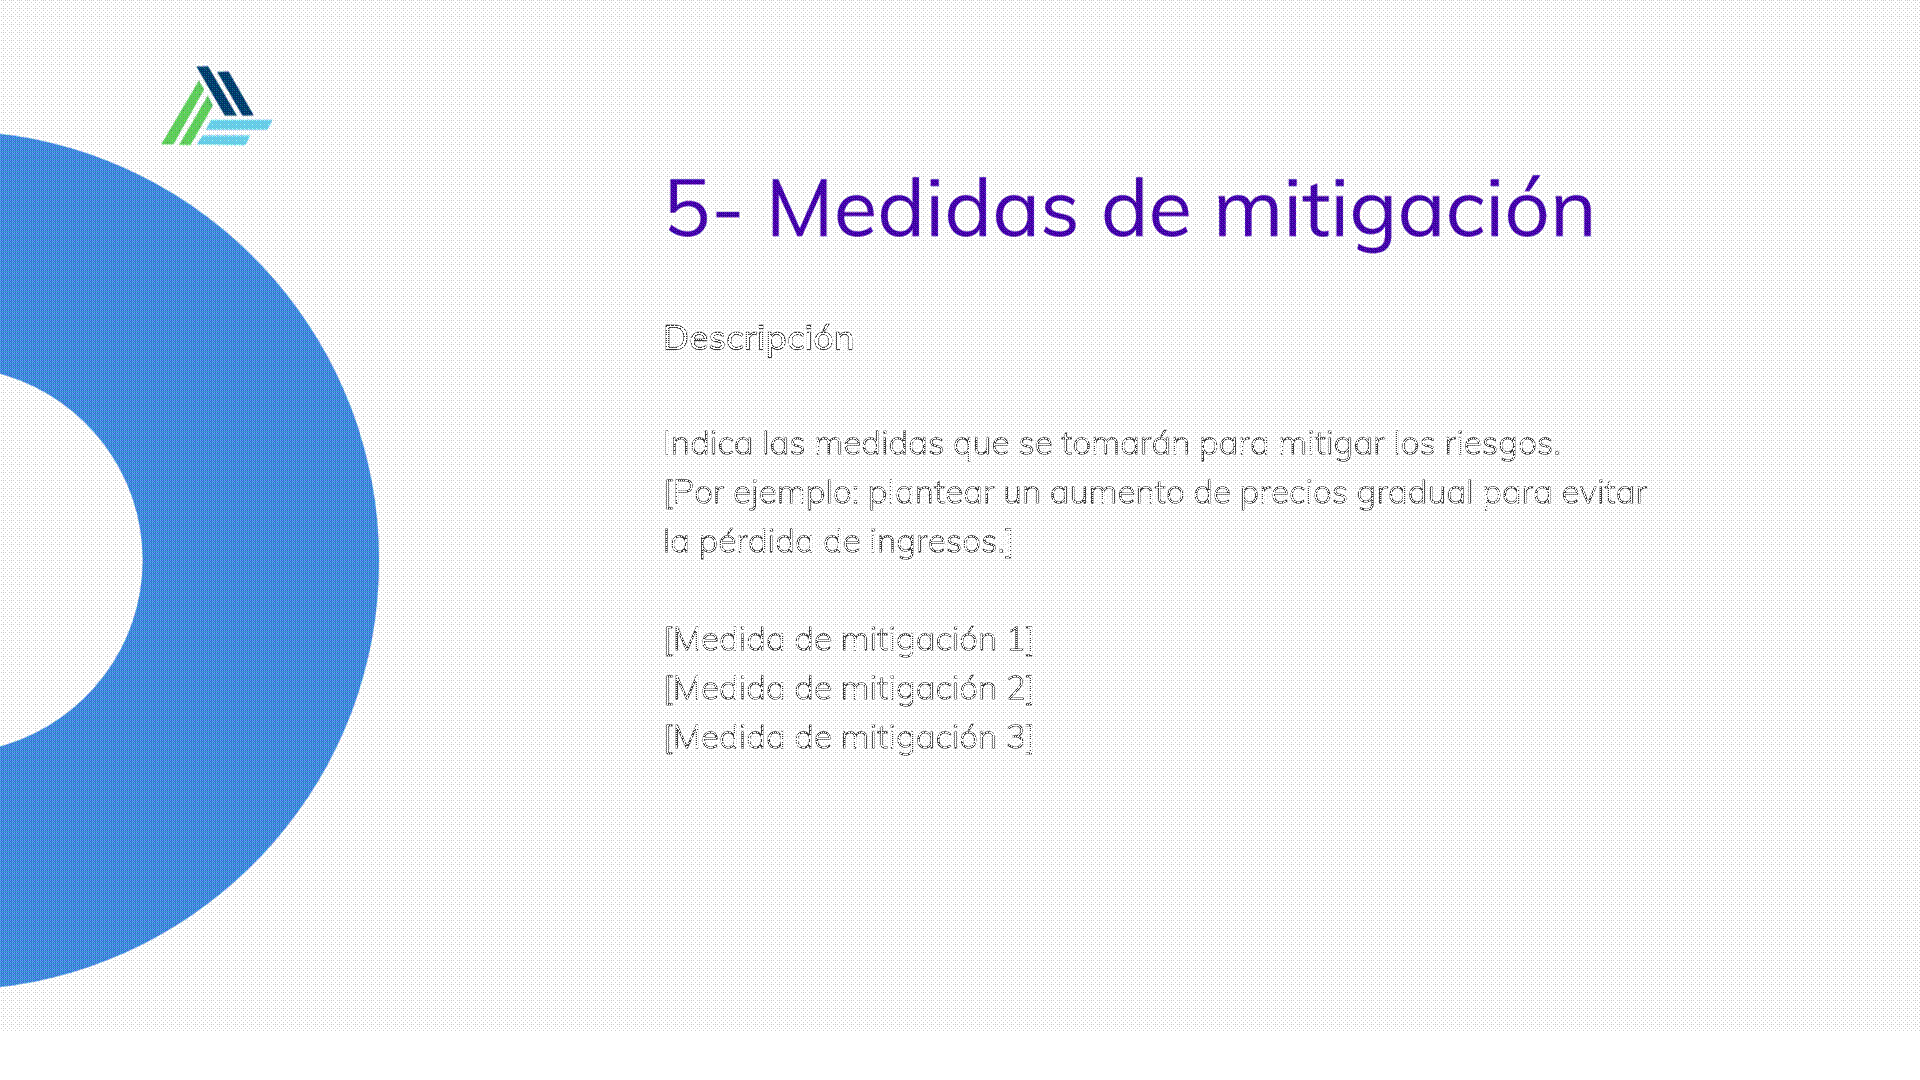 5- Medidas de mitigación
Descripción
Indica las medidas que se tomarán para mitigar los riesgos.
[Por ejemplo: plantear un aumento de precios gradual para evitar
la pérdida de ingresos.]
[Medida de mitigación 1]
[Medida de mitigación 2]
[Medida de mitigación 3]